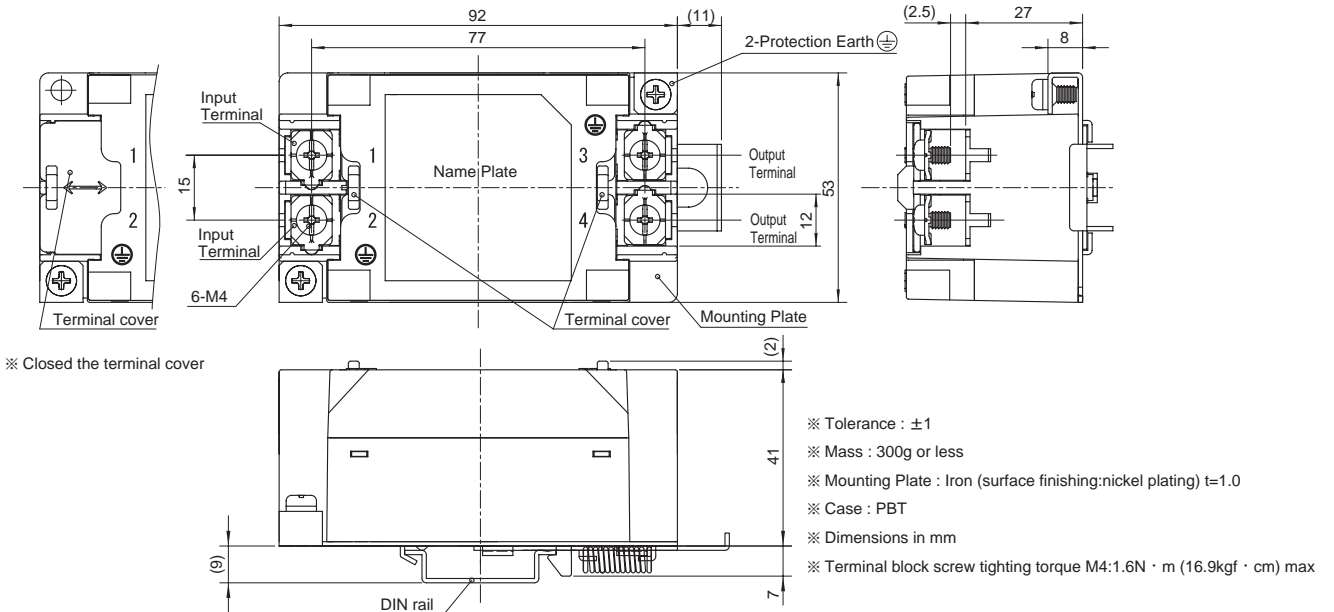 92
(11)
77
2-Protection Earth
(2.5)
27
8
Input
Terminal
1
2
15
1
2
Name Plate
3
4
Output
Terminal
Output
Terminal
12
53
Input
Terminal
6-M4
Terminal cover
Terminal cover
Mounting Plate
※ Closed the terminal cover
(2)
41
(9)
7
DIN rail
※ Tolerance : ±1
※ Mass : 300g or less
※ Mounting Plate : Iron (surface finishing:nickel plating) t=1.0
※ Case : PBT
※ Dimensions in mm
※ Terminal block screw tighting torque M4:1.6N・m (16.9kgf・cm) max